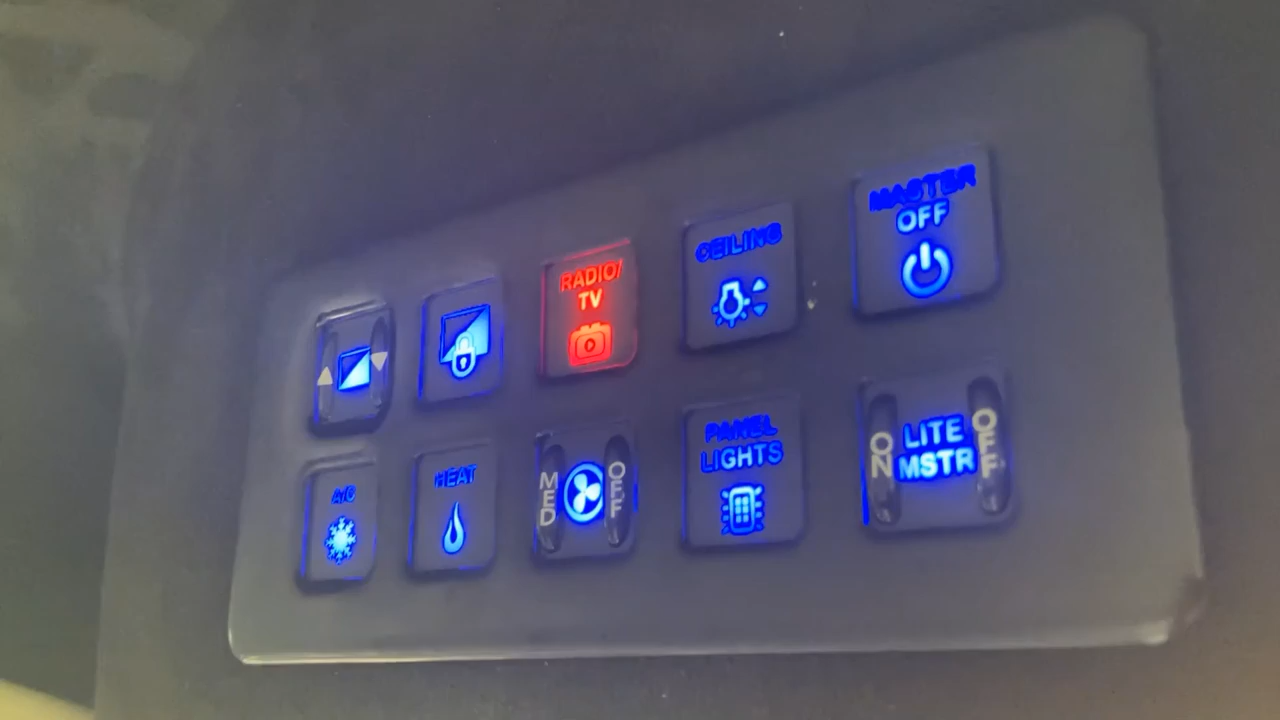 RADIO/
TV
CEILING
MASTER
OFF
A/C
HEAT
MED
OFF
PANEL
LIGHTS
ON
LITE
MSTR
OFF